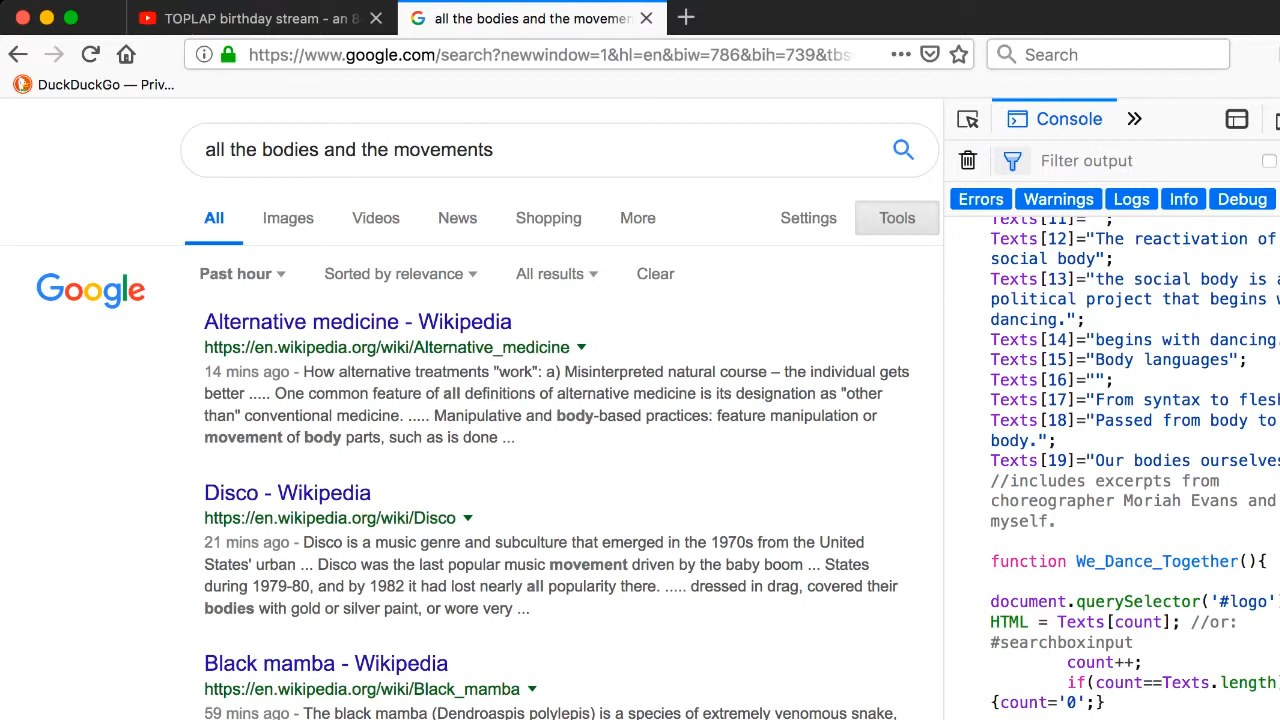 TOPLAP birthday stream - an 8
all the bodies and the movemen
https://www.google.com/search?newwindow=1&hl=en&biw=786&bih=739&tbs
Search
DuckDuckGo — Priv...
all the bodies and the movements
All Images Videos News Shopping More Settings Tools
Google
Past hour Sorted by relevance All results Clear
Alternative medicine - Wikipedia
https://en.wikipedia.org/wiki/Alternative_medicine
14 mins ago - How alternative treatments "work": a) Misinterpreted natural course – the individual gets
better ..... One common feature of all definitions of alternative medicine is its designation as "other
than" conventional medicine. ..... Manipulative and body-based practices: feature manipulation or
movement of body parts, such as is done ...
Disco - Wikipedia
https://en.wikipedia.org/wiki/Disco
21 mins ago - Disco is a music genre and subculture that emerged in the 1970s from the United
States' urban ... Disco was the last popular music movement driven by the baby boom ... States
during 1979-80, and by 1982 it had lost nearly all popularity there. ..... dressed in drag, covered their
bodies with gold or silver paint, or wore very ...
Black mamba - Wikipedia
https://en.wikipedia.org/wiki/Black_mamba
59 mins ago - The black mamba (Dendroaspis polylepis) is a species of extremely venomous snake,
Console
Filter output
Errors Warnings Logs Info Debug
Texts[11]="";
Texts[12]="The reactivation of
social body";
Texts[13]="the social body is a
political project that begins w
dancing.";
Texts[14]="begins with dancing.
Texts[15]="Body languages";
Texts[16]="";
Texts[17]="From syntax to flesh
Texts[18]="Passed from body to
body.";
Texts[19]="Our bodies ourselves
//includes excerpts from
choreographer Moriah Evans and
myself.
function We_Dance_Together(){
document.querySelector('#logo'
HTML = Texts[count]; //or:
#searchboxinput
count++;
if(count==Texts.length)
{count='0';}